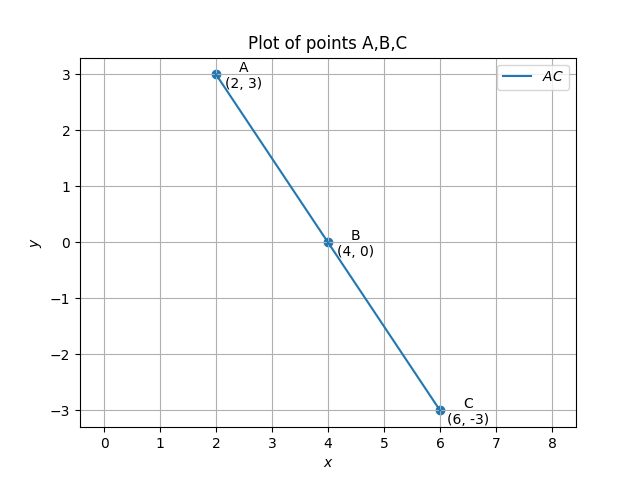 Plot of points A,B,C
AC
A
(2, 3)
B
(4, 0)
C
(6, -3)
3
2
1
0
−1
−2
−3
y
0 1 2 3 4 5 6 7 8
x